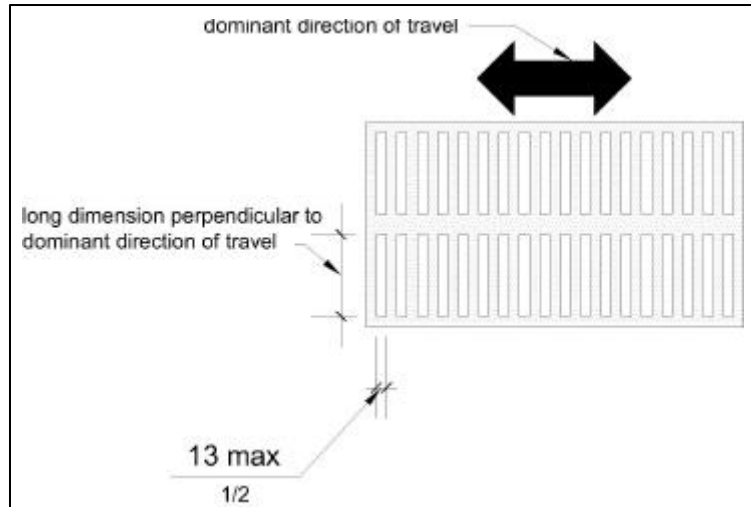 dominant direction of travel
long dimension perpendicular to
dominant direction of travel
13 max
1/2